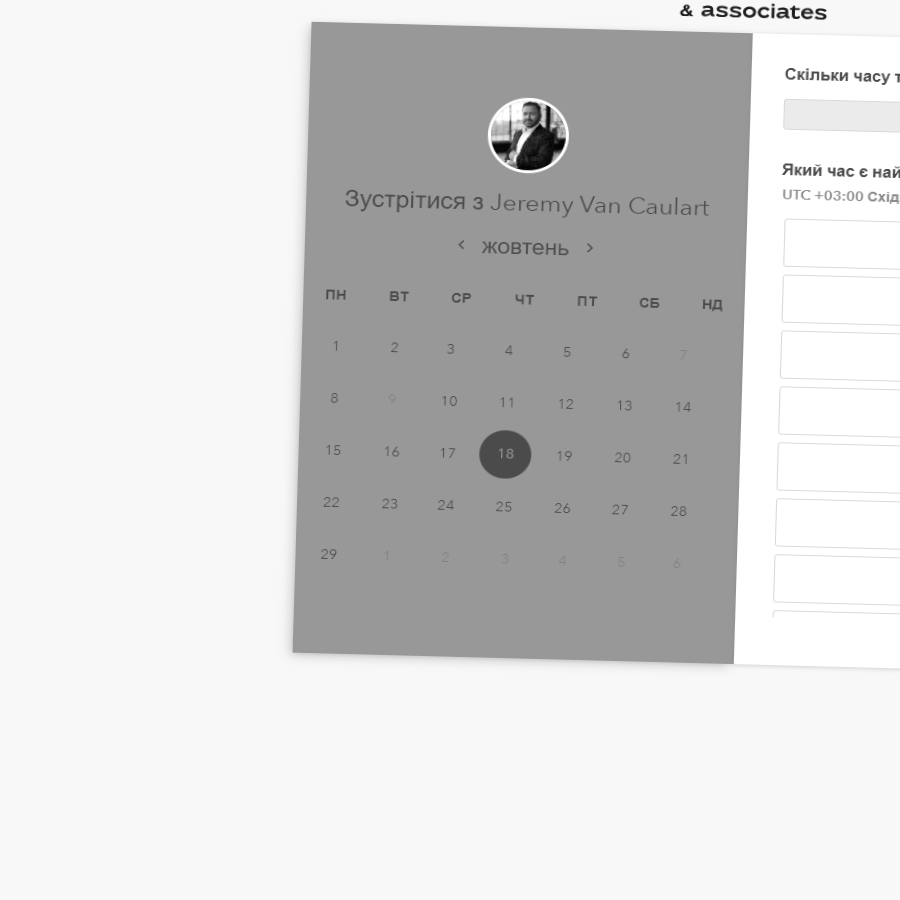 & associates
Зустрітися з Jeremy Van Caulart
жовтень
ПН ВТ СР ЧТ ПТ СБ НД
1 2 3 4 5 6 7
8 9 10 11 12 13 14
15 16 17 18 19 20 21
22 23 24 25 26 27 28
29 1 2 3 4 5 6
Скільки часу
Який час є
UTC +03:00